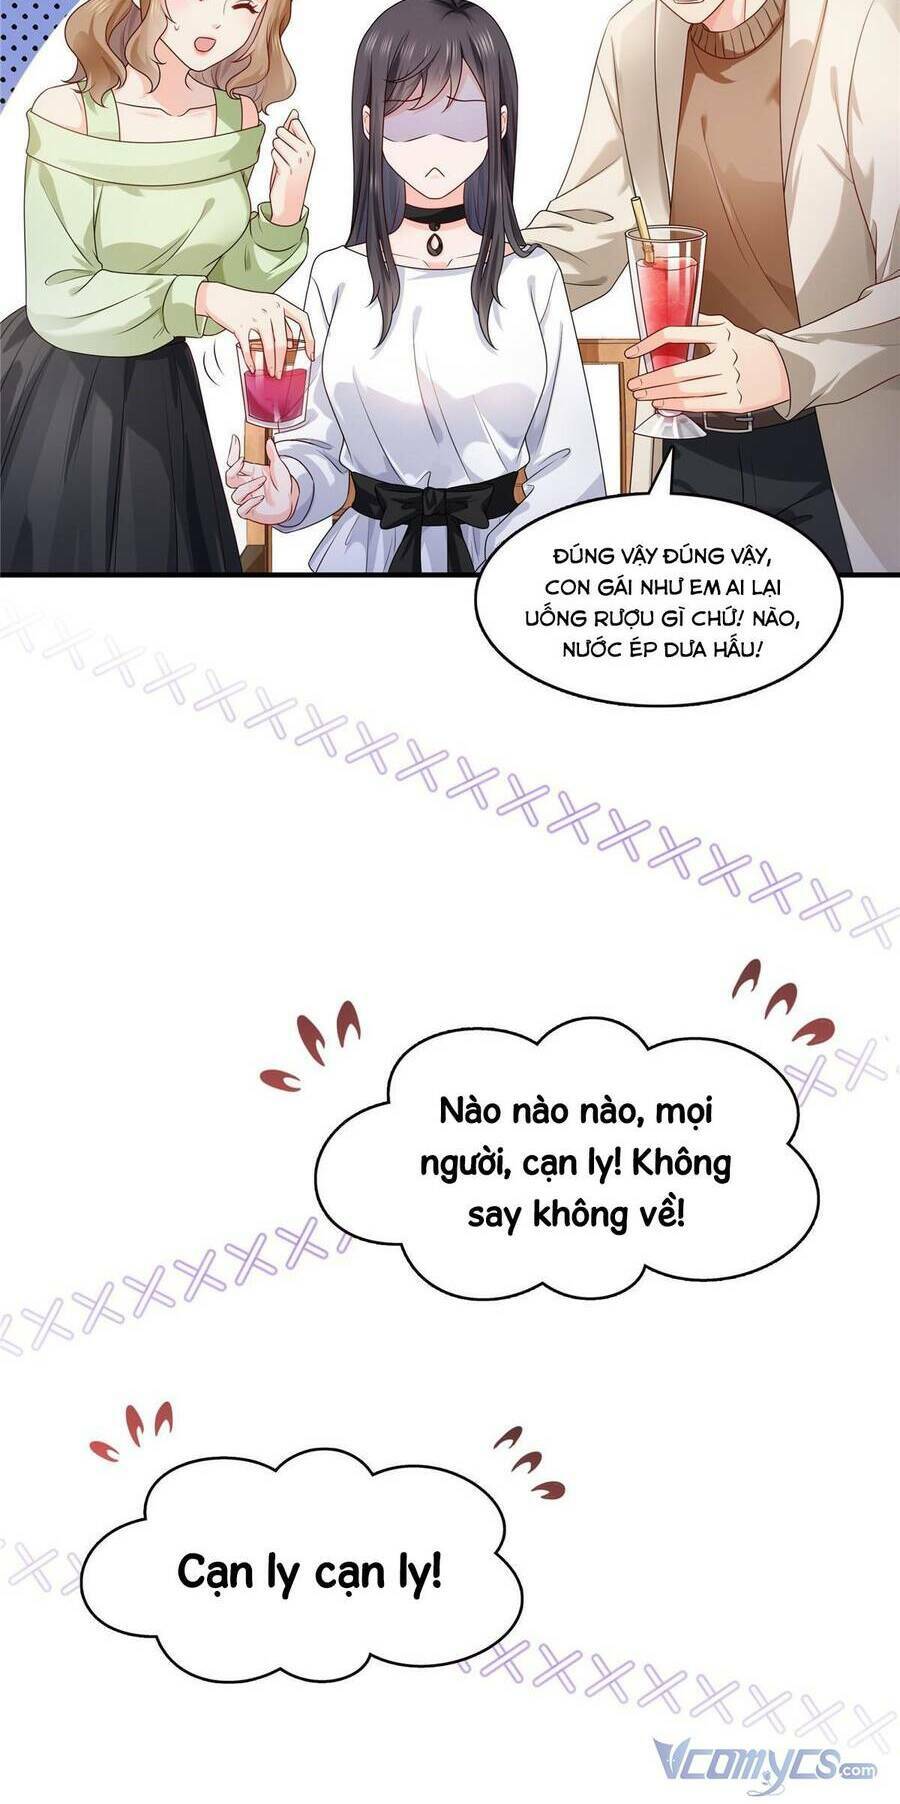 ĐÚNG VẬY ĐÚNG VẬY,
CON GÁI NHƯ EM AI LẠI
UỐNG RƯỢU GÌ CHỨ! NÀO,
NƯỚC ÉP DƯA HẤU!
Nào nào nào, mọi
người, cạn ly! Không
say không về!
Cạn ly cạn ly!
VCOMYCS.com